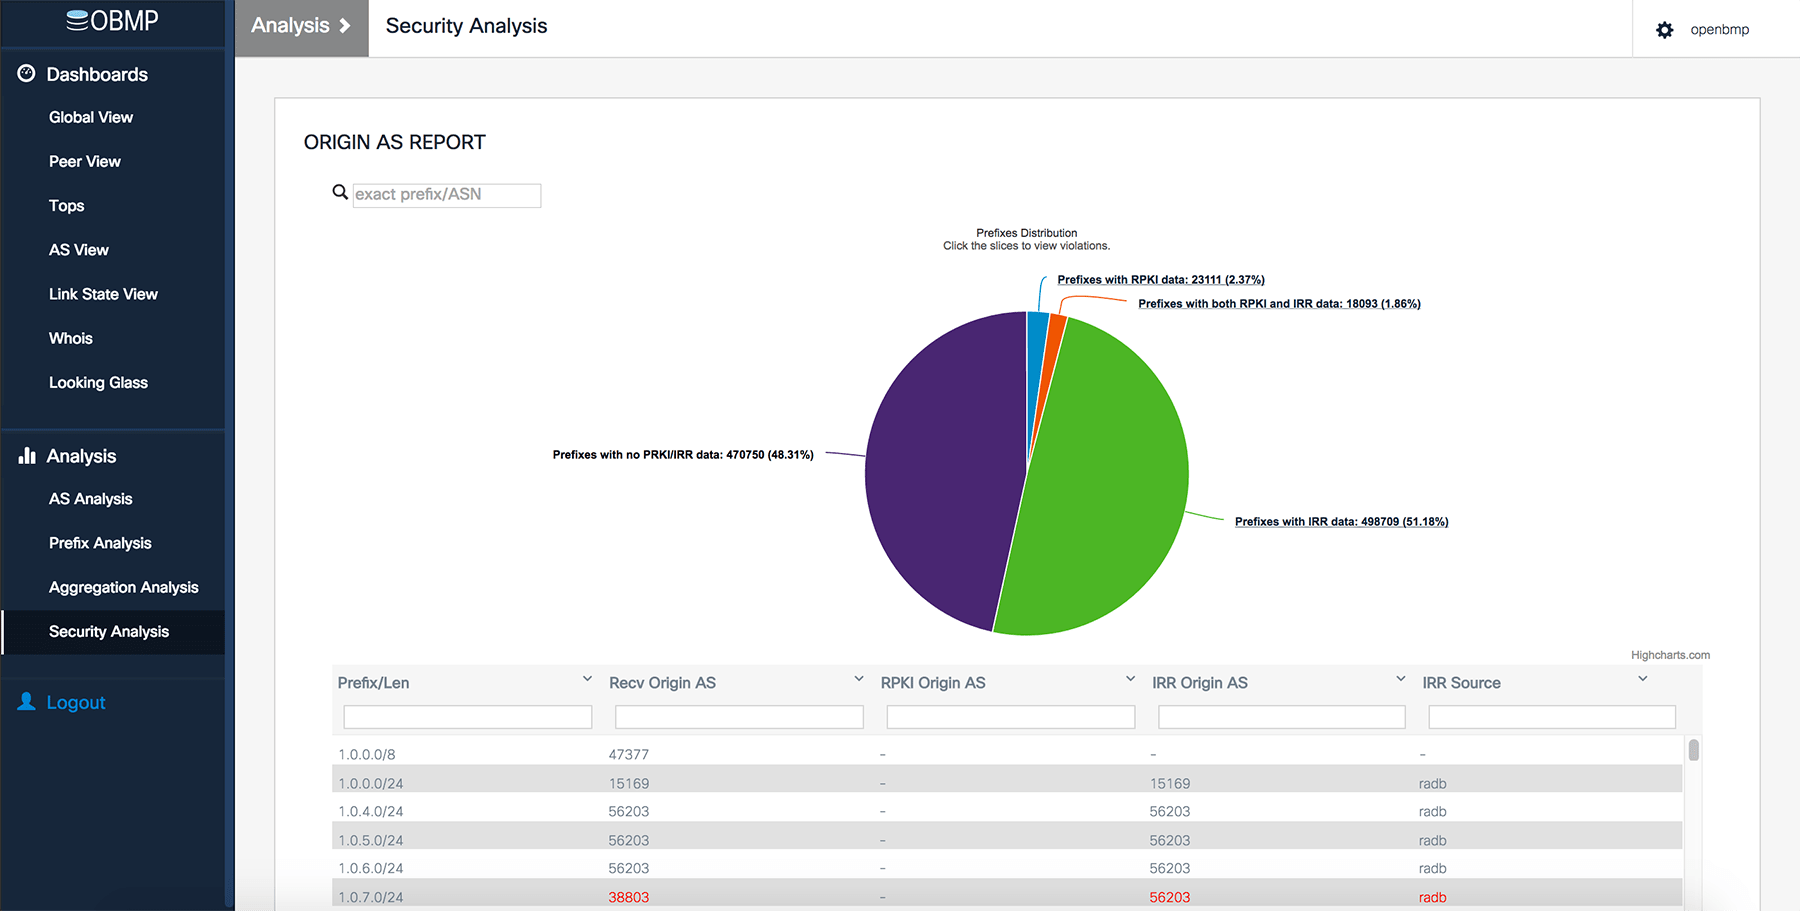 OBMP
Analysis
Security Analysis
openbmp
Dashboards
Global View
Peer View
Tops
AS View
Link State View
Whois
Looking Glass
Analysis
AS Analysis
Prefix Analysis
Aggregation Analysis
Security Analysis
Logout
ORIGIN AS REPORT
exact prefix/ASN
Prefixes Distribution
Click the slices to view violations.
Prefixes with RPKI data: 23111 (2.37%)
Prefixes with both RPKI and IRR data: 18093 (1.86%)
Prefixes with no PRKI/IRR data: 470750 (48.31%)
Prefixes with IRR data: 498709 (51.18%)
Highcharts.com
Prefix/Len Recv Origin AS RPKI Origin AS IRR Origin AS IRR Source
1.0.0.0/8 47377 - - -
1.0.0.0/24 15169 - 15169 radb
1.0.4.0/24 56203 - 56203 radb
1.0.5.0/24 56203 - 56203 radb
1.0.6.0/24 56203 - 56203 radb
1.0.7.0/24 38803 - 56203 radb